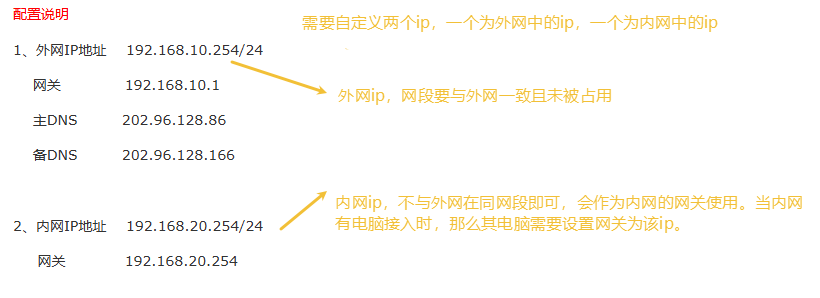 配置说明
需要自定义两个ip，一个为外网中的ip，一个为内网中的ip
1、外网IP地址 192.168.10.254/24
网关 192.168.10.1
外网ip，网段要与外网一致且未被占用
主DNS 202.96.128.86
备DNS 202.96.128.166
内网ip，不与外网在同网段即可，会作为内网的网关使用。当内网
有电脑接入时，那么其电脑需要设置网关为该ip。
2、内网IP地址 192.168.20.254/24
网关 192.168.20.254